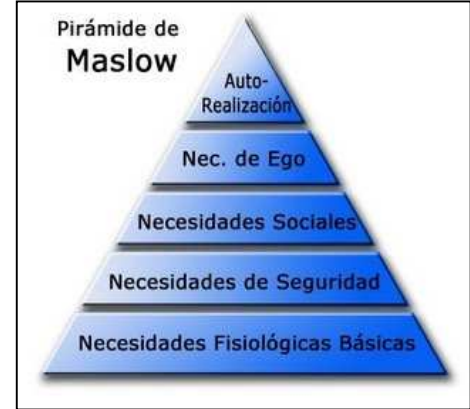 Pirámide de
Maslow
Auto-
Realización
Nec. de Ego
Necesidades Sociales
Necesidades de Seguridad
Necesidades Fisiológicas Básicas